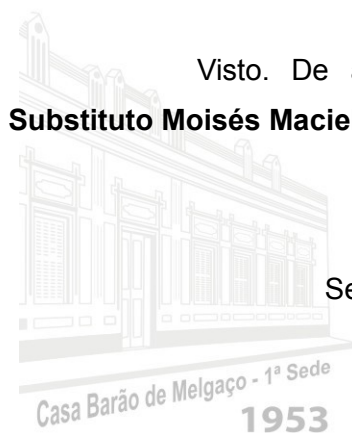 Visto. De
Substituto Moisés Macie
Se
Casa Barão de Melgaço - 1ª Sede
1953